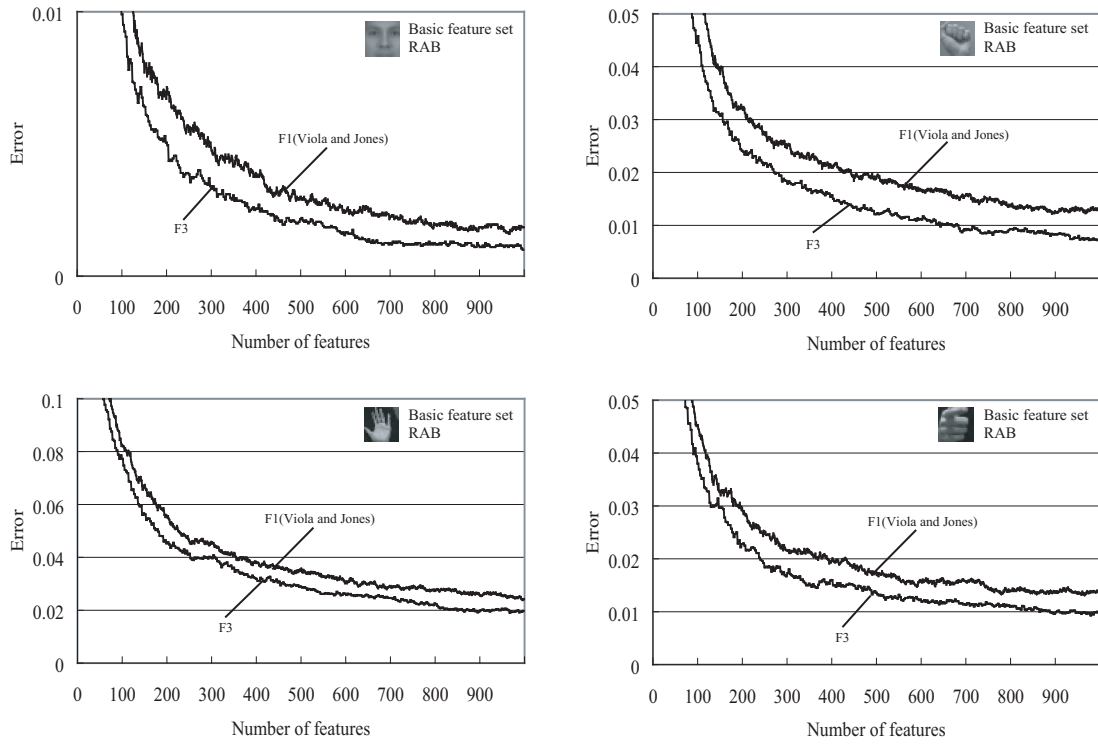 0.01
Basic feature set
RAB
F1(Viola and Jones)
Error
F3
0
0 100 200 300 400 500 600 700 800 900
Number of features
0.05
Basic feature set
RAB
0.04
0.03
F1(Viola and Jones)
Error
0.02
0.01
F3
0
0 100 200 300 400 500 600 700 800 900
Number of features
0.1
Basic feature set
RAB
0.08
0.06
F1(Viola and Jones)
Error
0.04
0.02
F3
0
0 100 200 300 400 500 600 700 800 900
Number of features
0.05
Basic feature set
RAB
0.04
0.03
F1(Viola and Jones)
Error
0.02
0.01
F3
0
0 100 200 300 400 500 600 700 800 900
Number of features